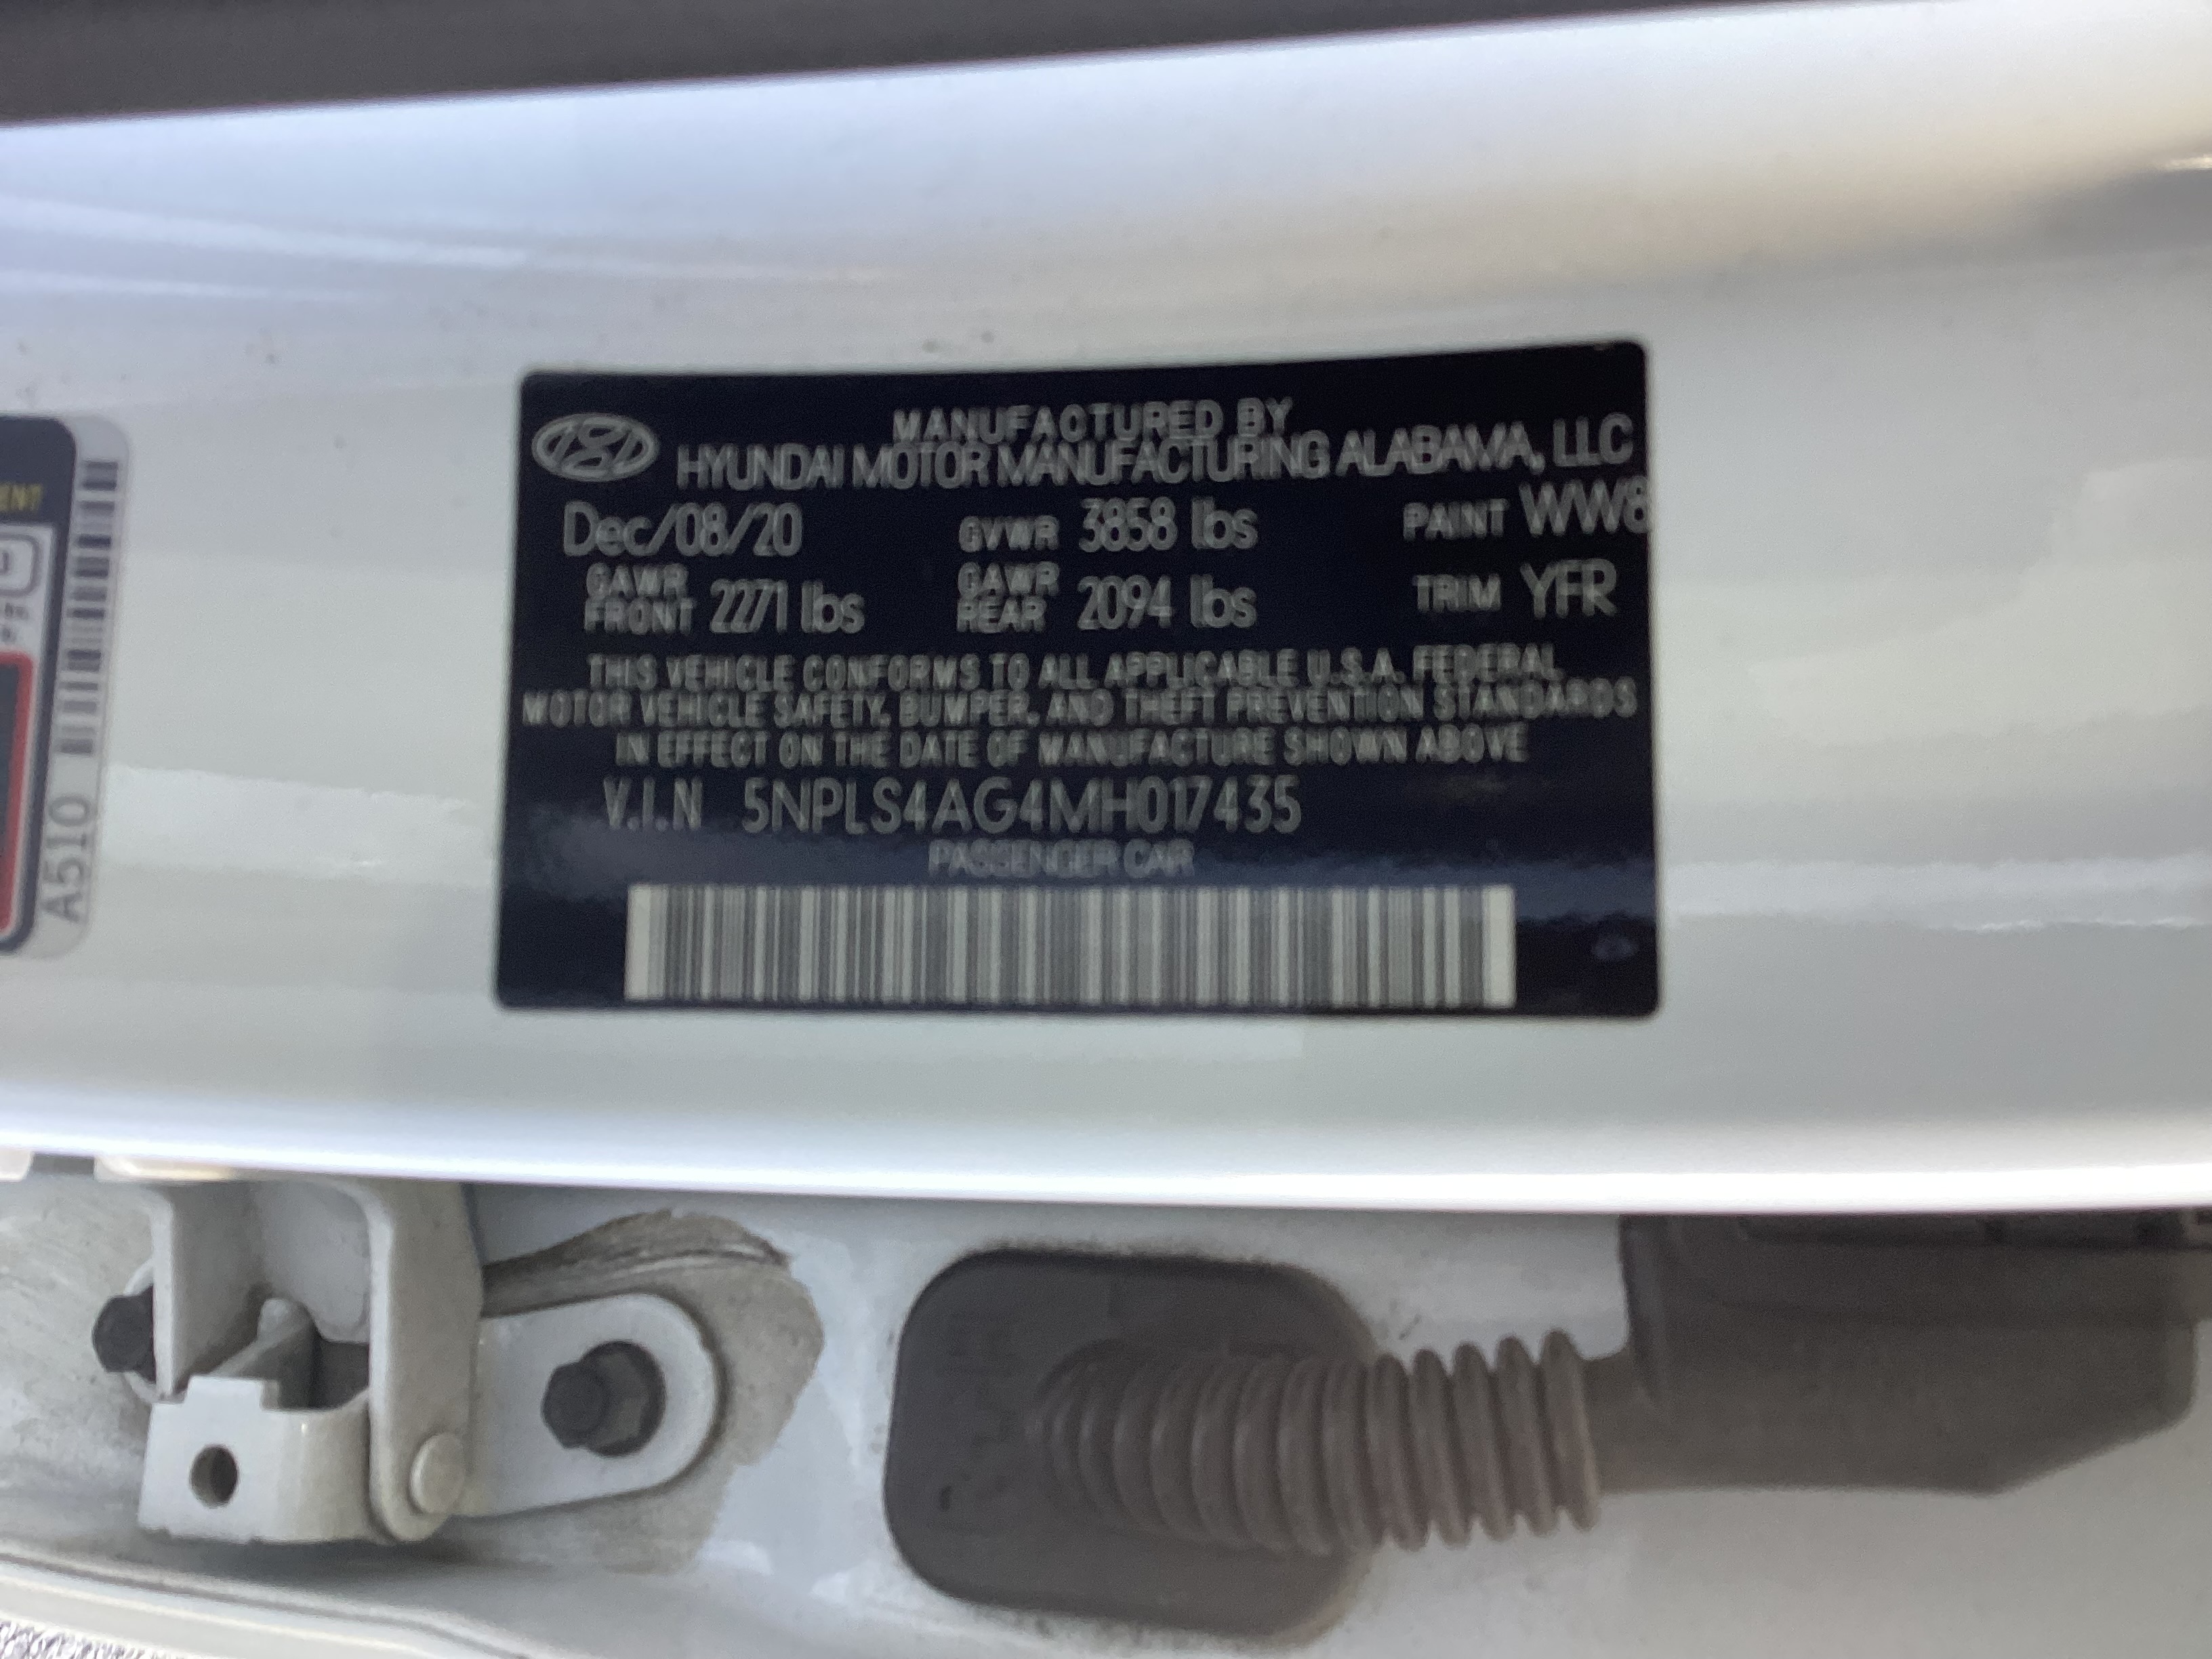 MANUFACTURED BY
HYUNDAI MOTOR MANUFACTURING ALABAMA, LLC
Dec/08/20 GVWR 3858 lbs PAINT WW8
GAWR FRONT 2271 lbs GAWR REAR 2094 lbs TRIM YFR
THIS VEHICLE CONFORMS TO ALL APPLICABLE U.S.A. FEDERAL
MOTOR VEHICLE SAFETY, BUMPER, AND THEFT PREVENTION STANDARDS
IN EFFECT ON THE DATE OF MANUFACTURE SHOWN ABOVE
V.I.N 5NPLS4AG4MH017435
PASSENGER CAR
A510